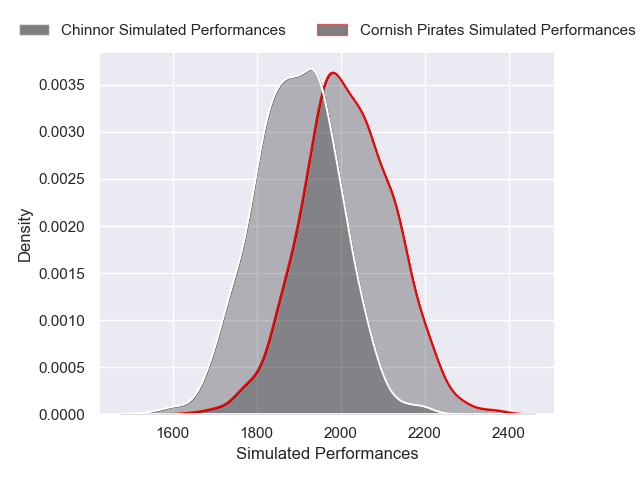 Chinnor Simulated Performances
Cornish Pirates Simulated Performances
0.0035
0.0030
0.0025
0.0020
0.0015
0.0010
0.0005
0.0000
Density
1600 1800 2000 2200 2400
Simulated Performances